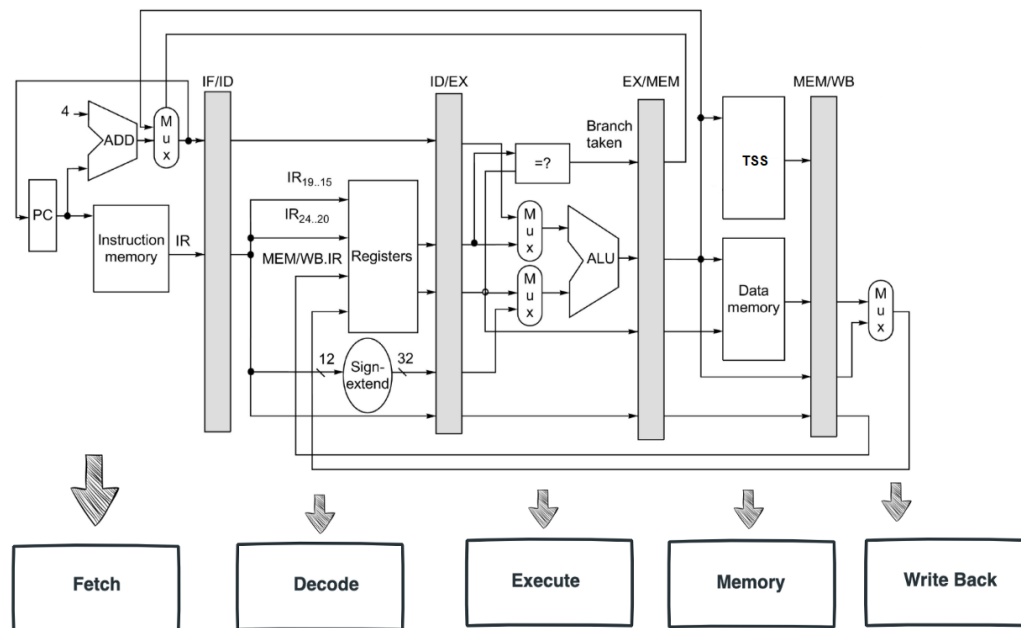 IF/ID
ID/EX
EX/MEM
MEM/WB
4
ADD
M
u
x
Branch
taken
=?
TSS
IR19..15
IR24..20
MEM/WB.IR
Registers
PC
Instruction
memory
IR
M
u
x
M
u
x
ALU
Data
memory
M
u
x
12
Sign-
extend
32
Fetch
Decode
Execute
Memory
Write Back